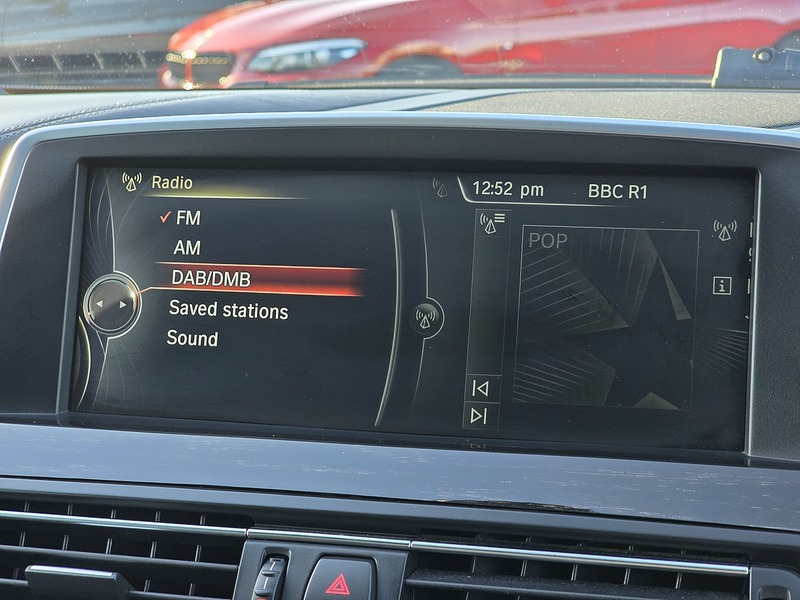 Radio
12:52 pm
BBC R1
FM
AM
DAB/DMB
Saved stations
Sound
POP
i